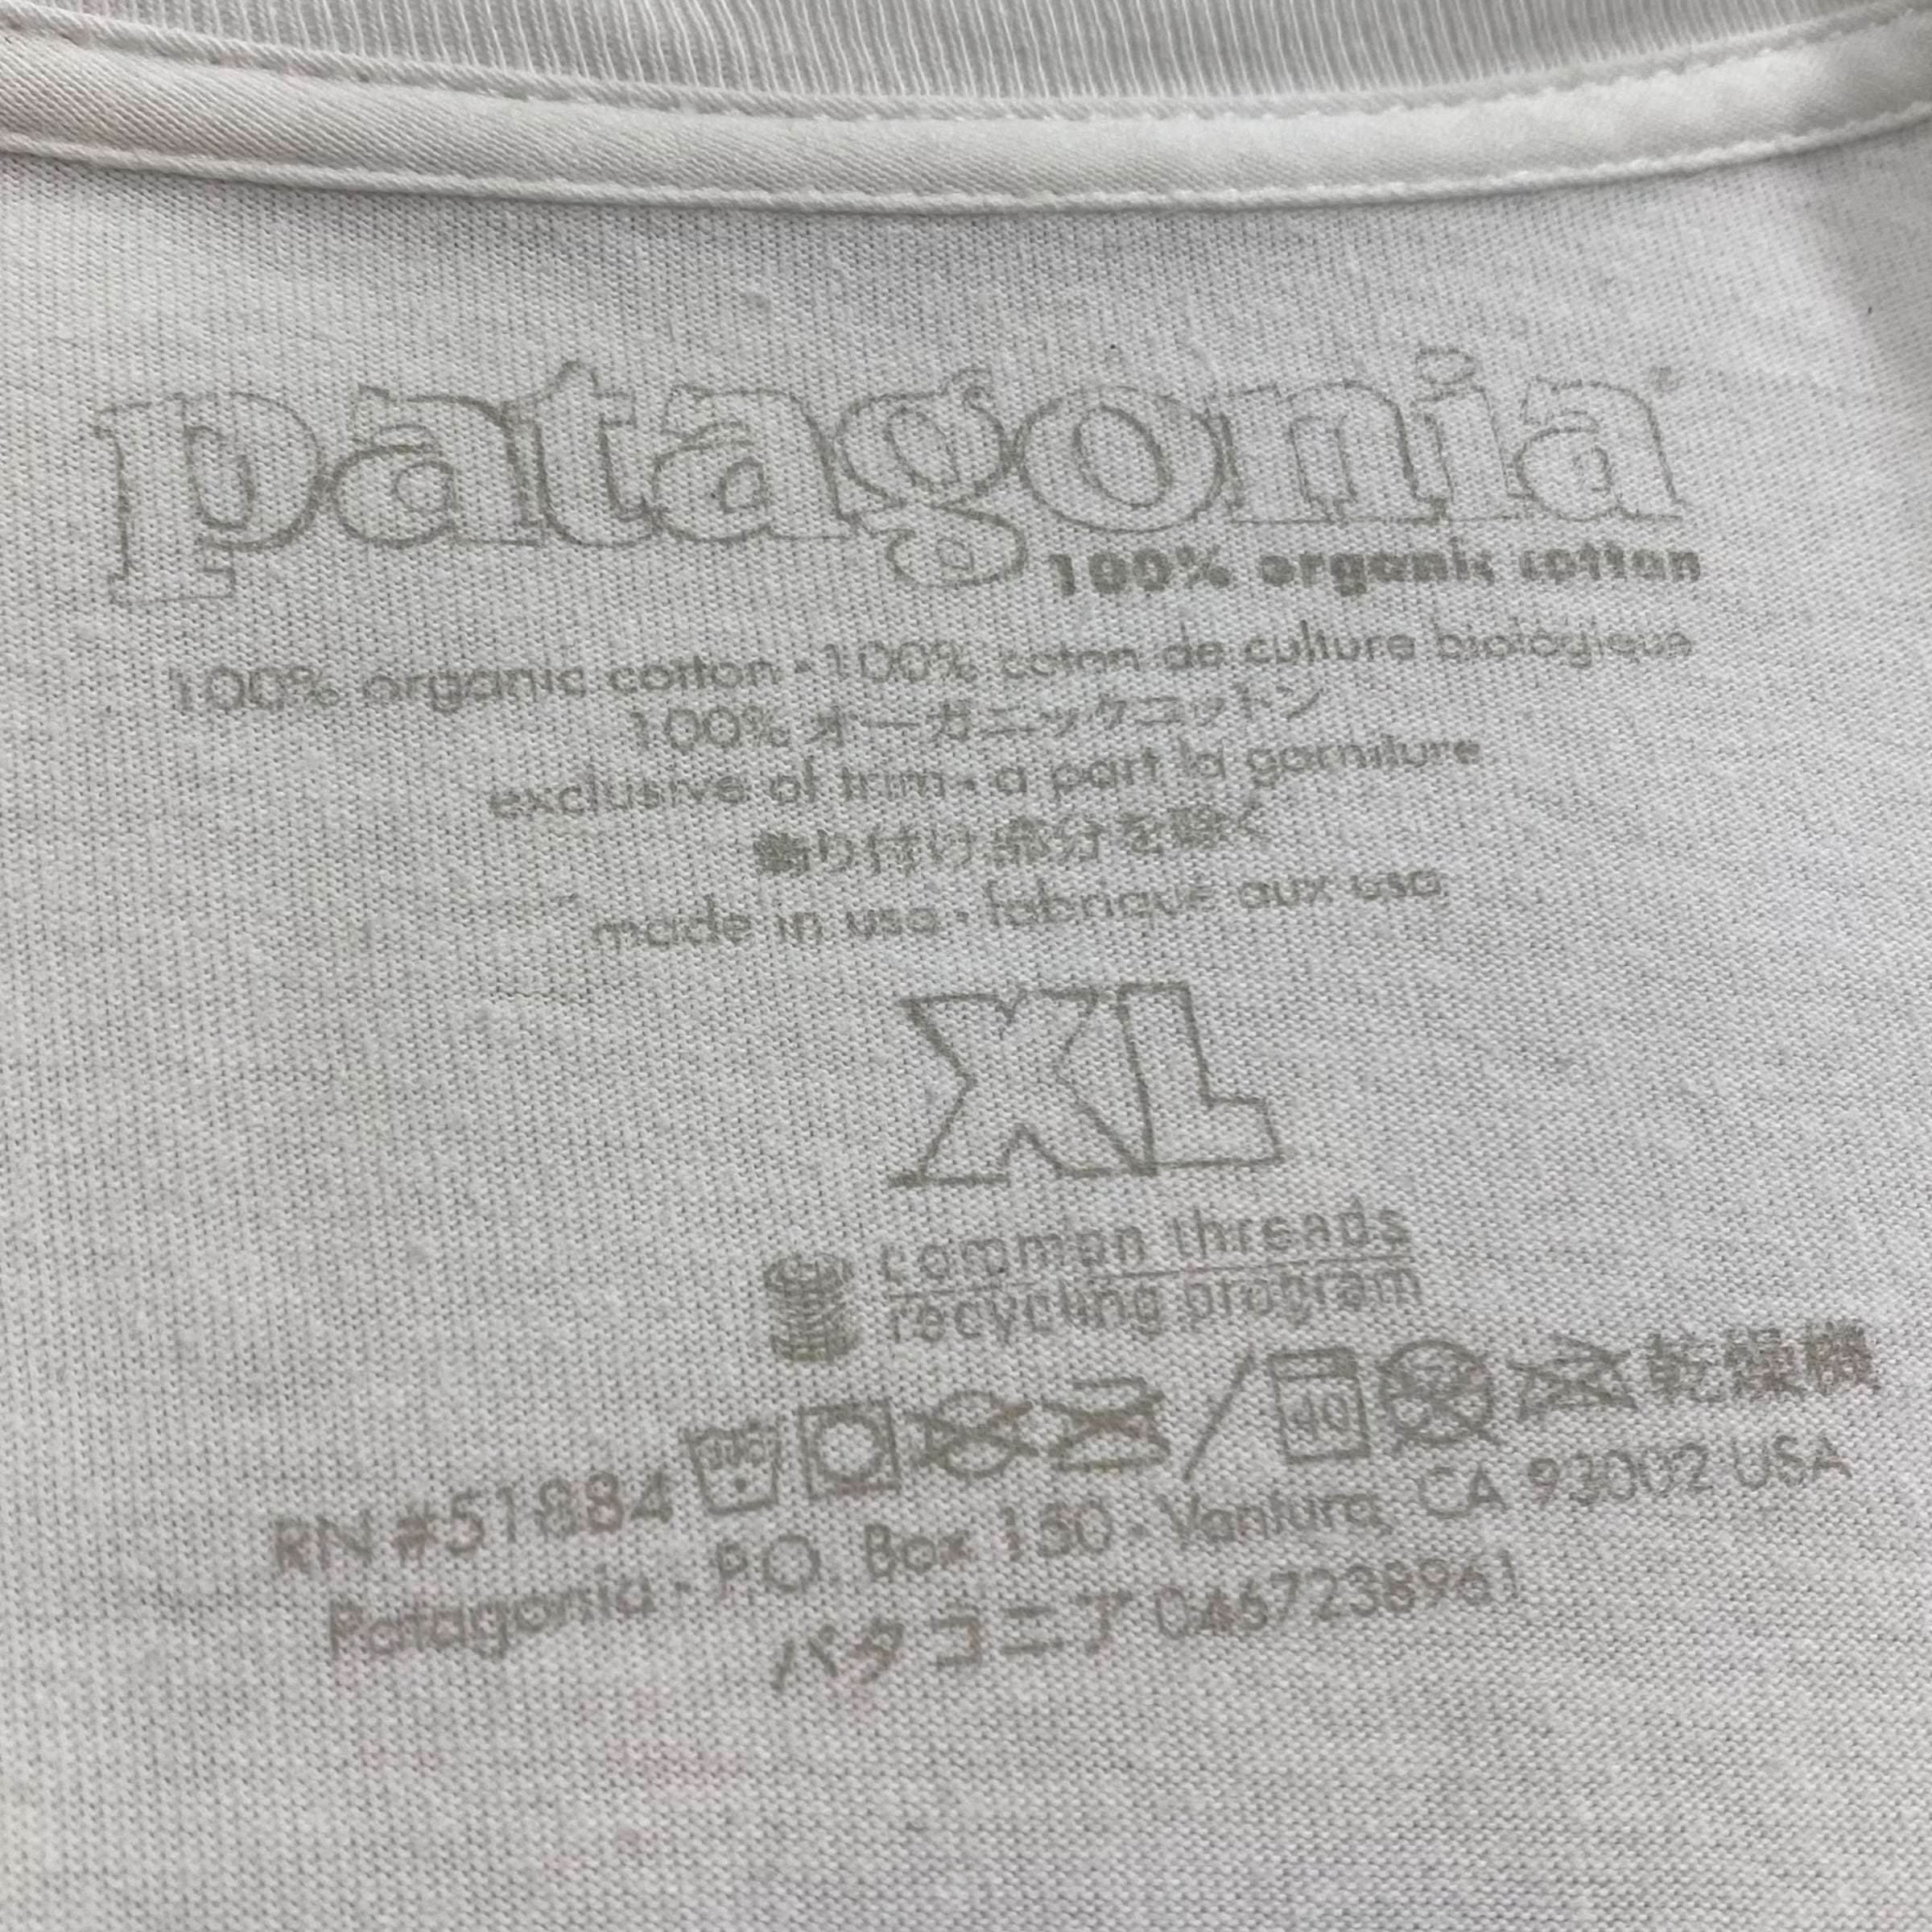 patagonia®
100% organic cotton
100% organic cotton • 100% coton de culture biologique
100% オーガニックコットン
exclusive of trim • a part la garniture
飾り付け部分を除く
made in usa • fabriqué aux usa
XL
common threads
recycling program
RN #51884 / 40 乾燥機
Patagonia • P.O. Box 150 • Ventura, CA 93002 USA
パタゴニア 0467238961